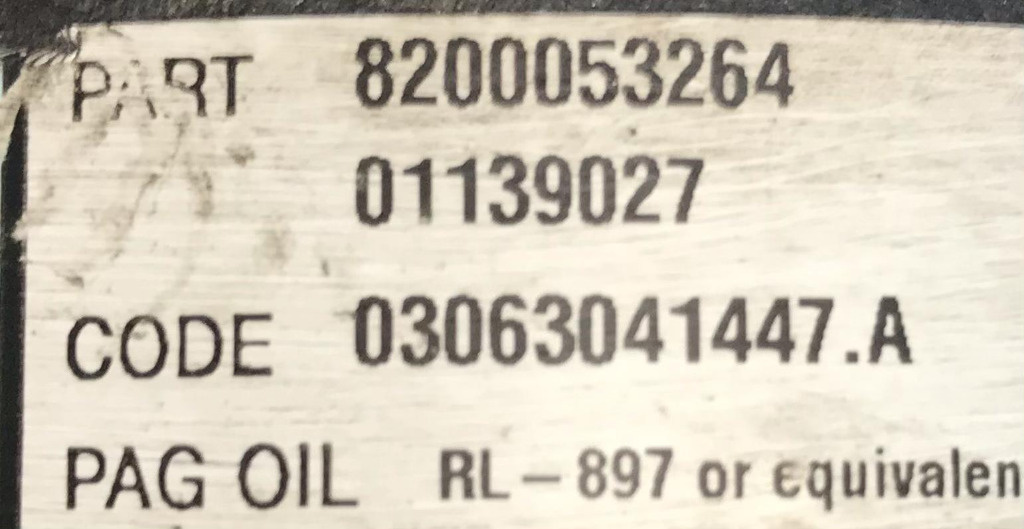 PART 8200053264
01139027
CODE 03063041447.A
PAG OIL RL-897 or equivalen